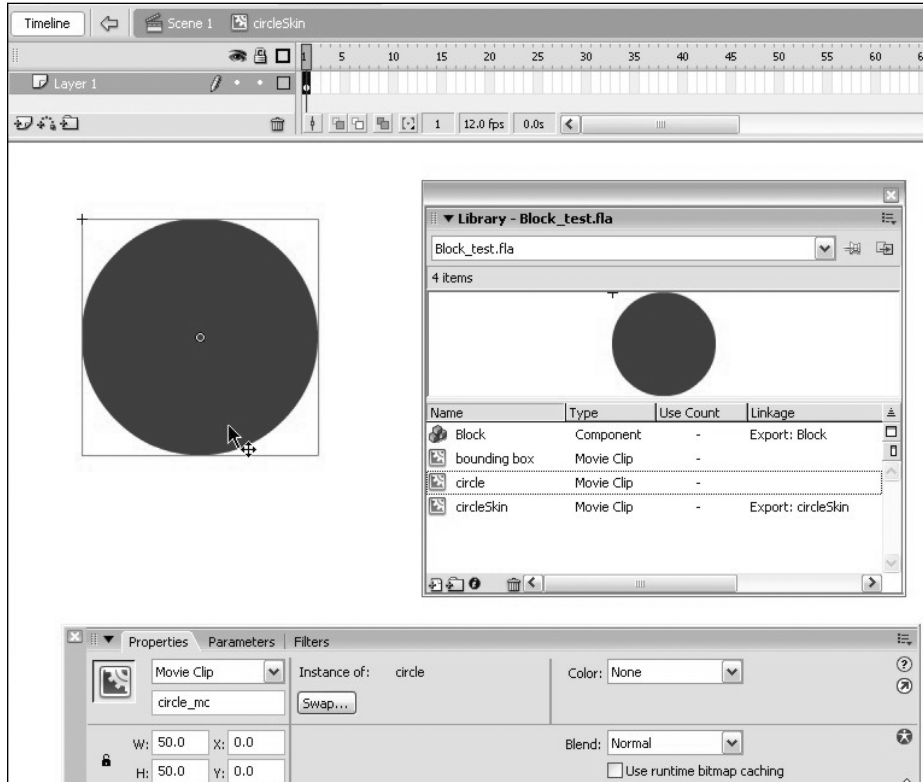 Timeline Scene 1 circleSkin
1 5 10 15 20 25 30 35 40 45 50 55 60
Layer 1
1 12.0 fps 0.0s
Library - Block_test.fla
Block_test.fla
4 items
Name Type Use Count Linkage
Block Component - Export: Block
bounding box Movie Clip -
circle Movie Clip -
circleSkin Movie Clip - Export: circleSkin
Properties Parameters Filters
Movie Clip Instance of: circle Color: None
circle_mc Swap...
W: 50.0 X: 0.0 Blend: Normal
H: 50.0 Y: 0.0 Use runtime bitmap caching